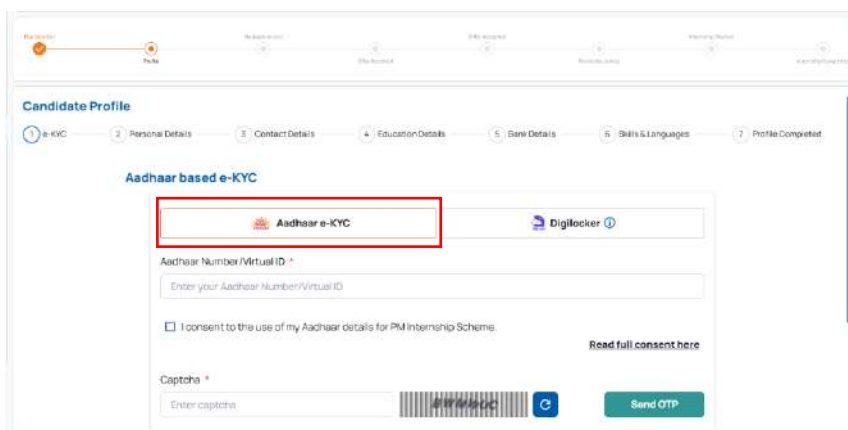 Profile
Candidate Profile
1 e-KYC 2 Personal Details 3 Contact Details 4 Education Details 5 Bank Details 6 Skills & Languages 7 Profile Completed
Aadhaar based e-KYC
Aadhaar e-KYC Digilocker
Aadhaar Number/Virtual ID *
Enter your Aadhaar Number/Virtual ID
I consent to the use of my Aadhaar details for PM Internship Scheme.
Read full consent here
Captcha *
Enter captcha Send OTP